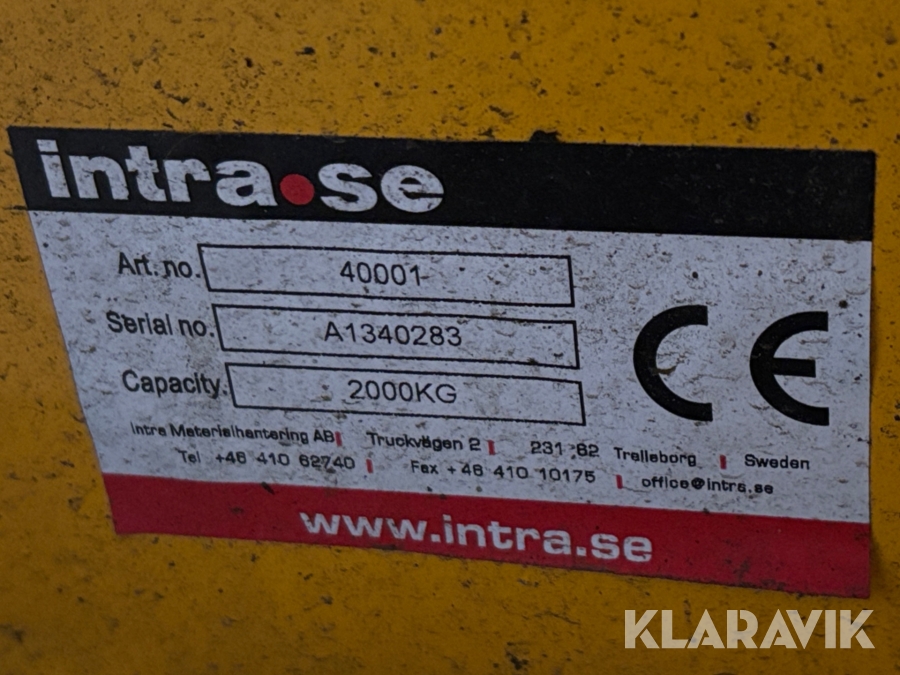 intra.se
Art. no. 40001
Serial no. A1340283
Capacity. 2000KG
Intra Materialhantering AB | Truckvägen 2 | 231 62 Trelleborg | Sweden
Tel +46 410 62740 | Fax +46 410 10175 | office@intra.se
www.intra.se
CE
KLARAVIK